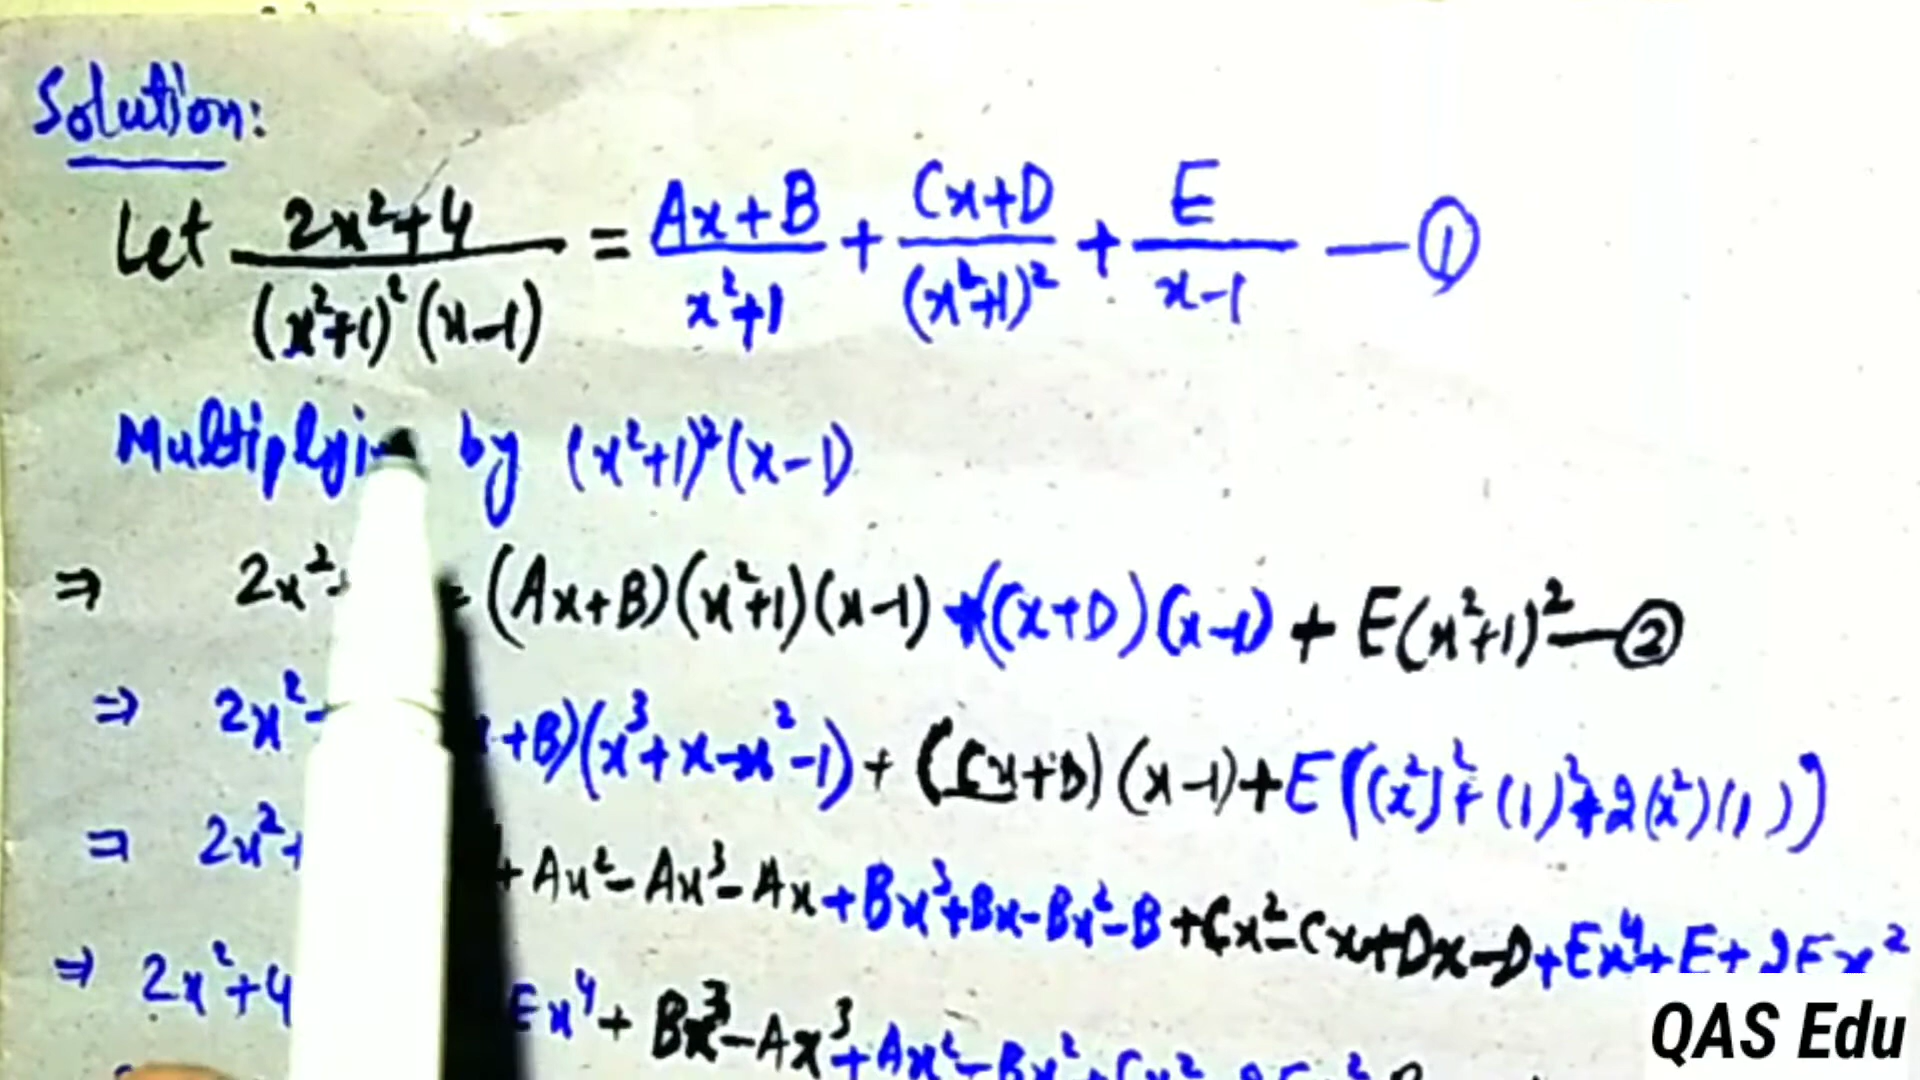 Solution:
Let (2x²+4)/((x²+1)²(x-1)) = (Ax+B)/(x²+1) + (Cx+D)/(x²+1)² + E/(x-1) — ①
by (x²+1)²(x-1)
⇒ 2x² = (Ax+B)(x²+1)(x-1) + (Cx+D)(x-1) + E(x²+1)² — ②
⇒ 2x² - +B)(x³+x-x²-1) + (Cx+D)(x-1) + E((x²)²+(1)²+2(x²)(1))
⇒ 2x²+ + Ax² - Ax³ - Ax + Bx³ + Bx - Bx² - B + Cx² - Cx + Dx - D + Ex⁴ + E + 2Ex²
⇒ 2x²+4 Ex⁴ + Bx³ - Ax³ + Ax² - Bx² + Cx²
QAS Edu